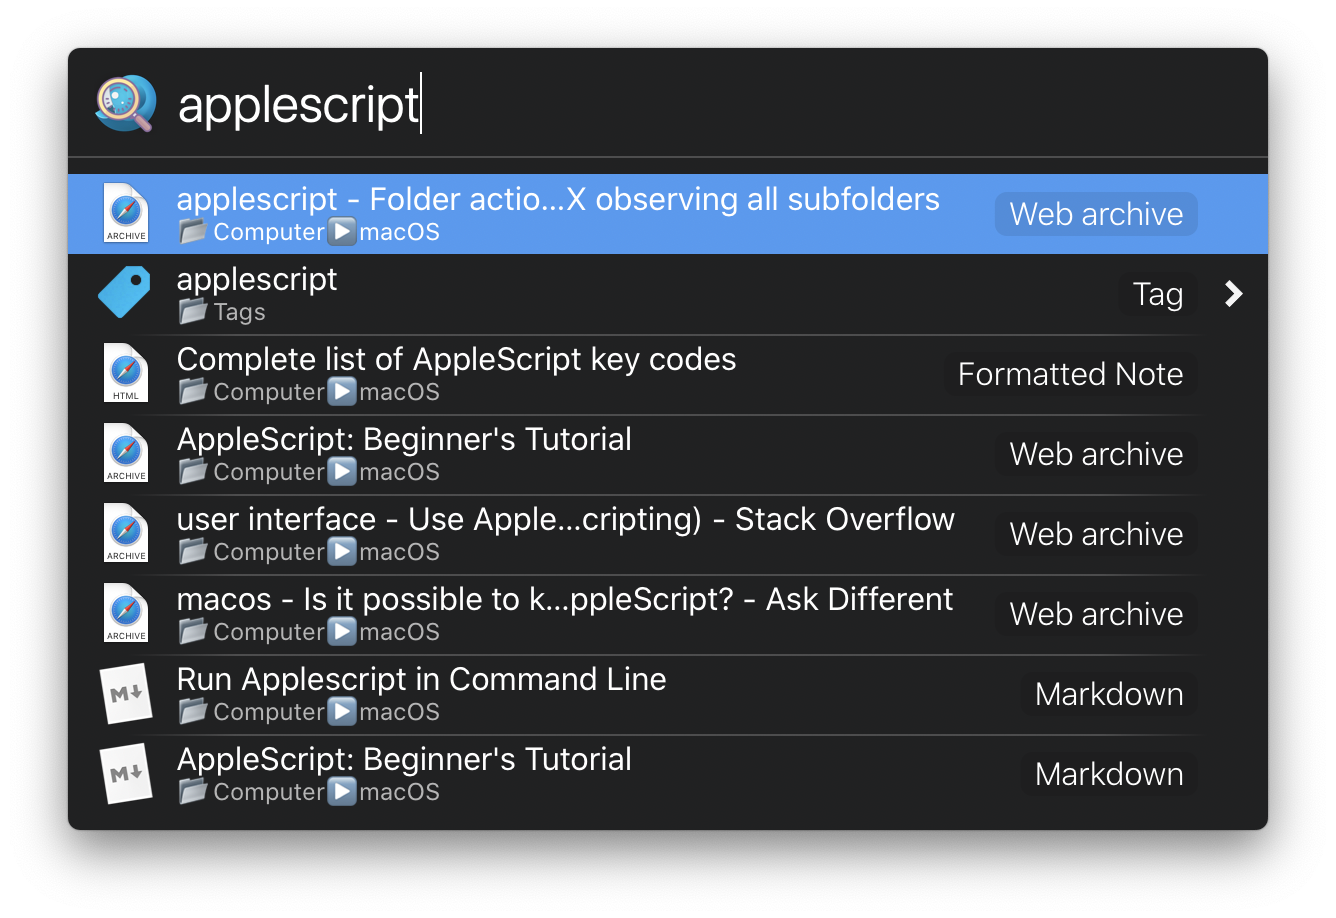 applescript
applescript - Folder actio...X observing all subfolders
Web archive
ARCHIVE
Computer▶macOS
applescript
Tag
Tags
Complete list of AppleScript key codes
Formatted Note
HTML
Computer▶macOS
AppleScript: Beginner's Tutorial
Web archive
ARCHIVE
Computer▶macOS
user interface - Use Apple...cripting) - Stack Overflow
Web archive
ARCHIVE
Computer▶macOS
macos - Is it possible to k...ppleScript? - Ask Different
Web archive
ARCHIVE
Computer▶macOS
Run Applescript in Command Line
Markdown
M↓
Computer▶macOS
AppleScript: Beginner's Tutorial
Markdown
M↓
Computer▶macOS